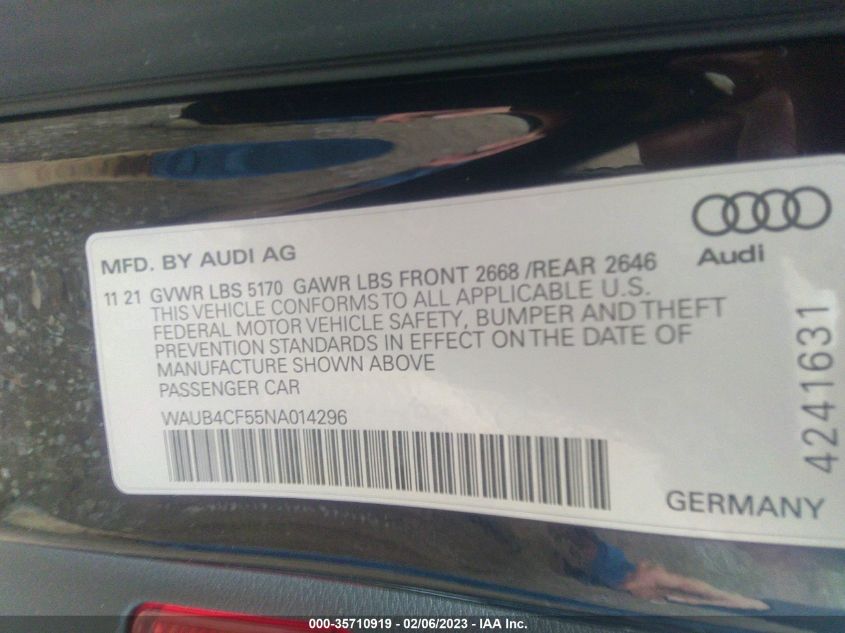 Audi
MFD. BY AUDI AG
11 21 GVWR LBS 5170 GAWR LBS FRONT 2668 /REAR 2646
THIS VEHICLE CONFORMS TO ALL APPLICABLE U.S.
FEDERAL MOTOR VEHICLE SAFETY, BUMPER AND THEFT
PREVENTION STANDARDS IN EFFECT ON THE DATE OF
MANUFACTURE SHOWN ABOVE
PASSENGER CAR
WAUB4CF55NA014296
4241631
GERMANY
000-35710919 - 02/06/2023 - IAA Inc.